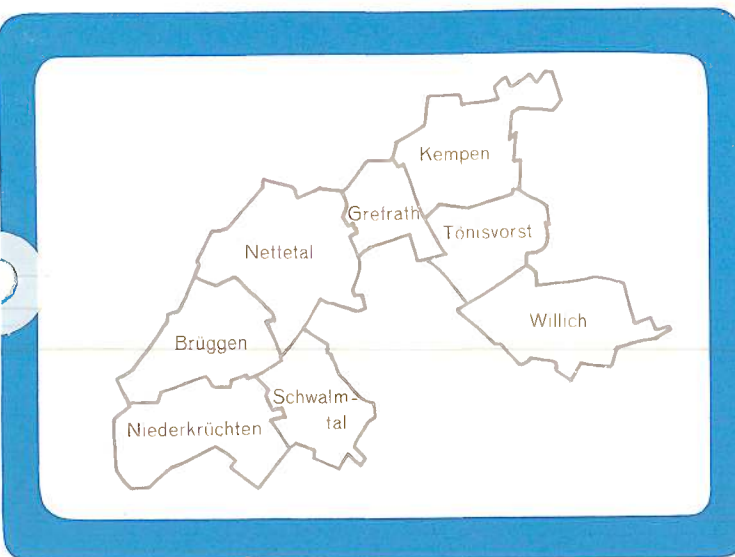 Kempen
Grefrath
Tönisvorst
Nettetal
Willich
Brüggen
Schwalm-
tal
Niederkrüchten